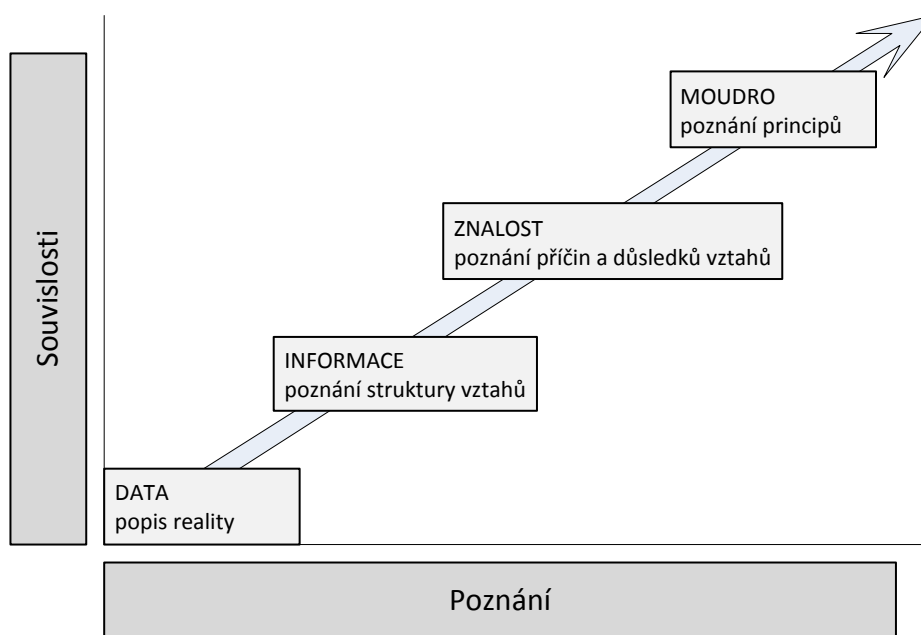 MOUDRO
poznání principů
ZNALOST
poznání příčin a důsledků vztahů
Souvislosti
INFORMACE
poznání struktury vztahů
DATA
popis reality
Poznání